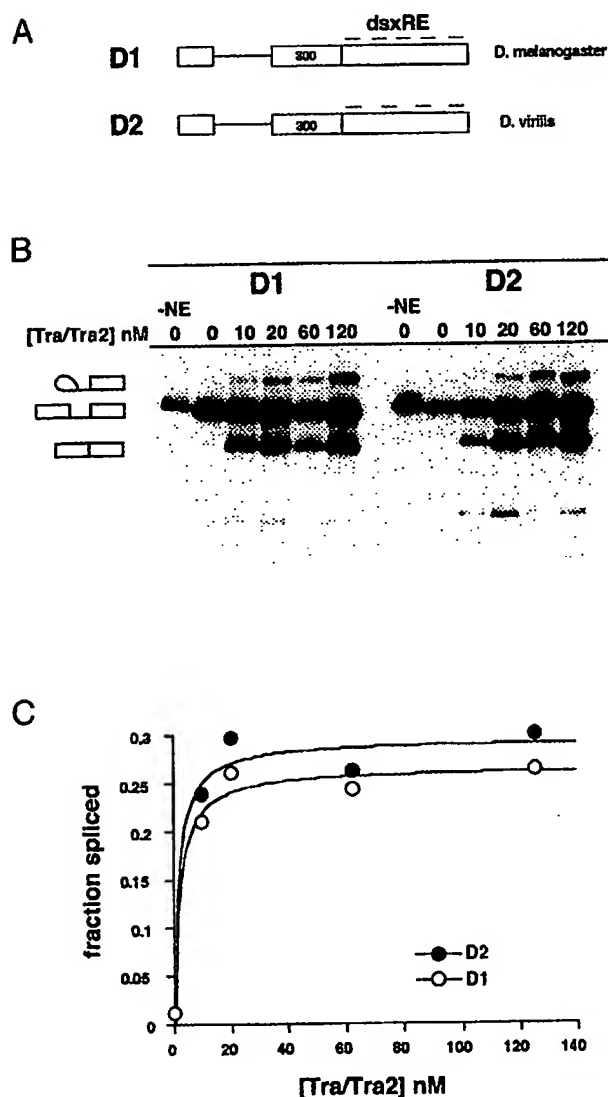 A
dsxRE
D1 300 D. melanogaster
D2 300 D. virilis
B
D1 D2
-NE -NE
[Tra/Tra2] nM 0 0 10 20 60 120 0 0 10 20 60 120
C
0,3
0.25
0.2
0.15
0.1
0.05
0
fraction spliced
D2
D1
0 20 40 60 80 100 120 140
[Tra/Tra2] nM